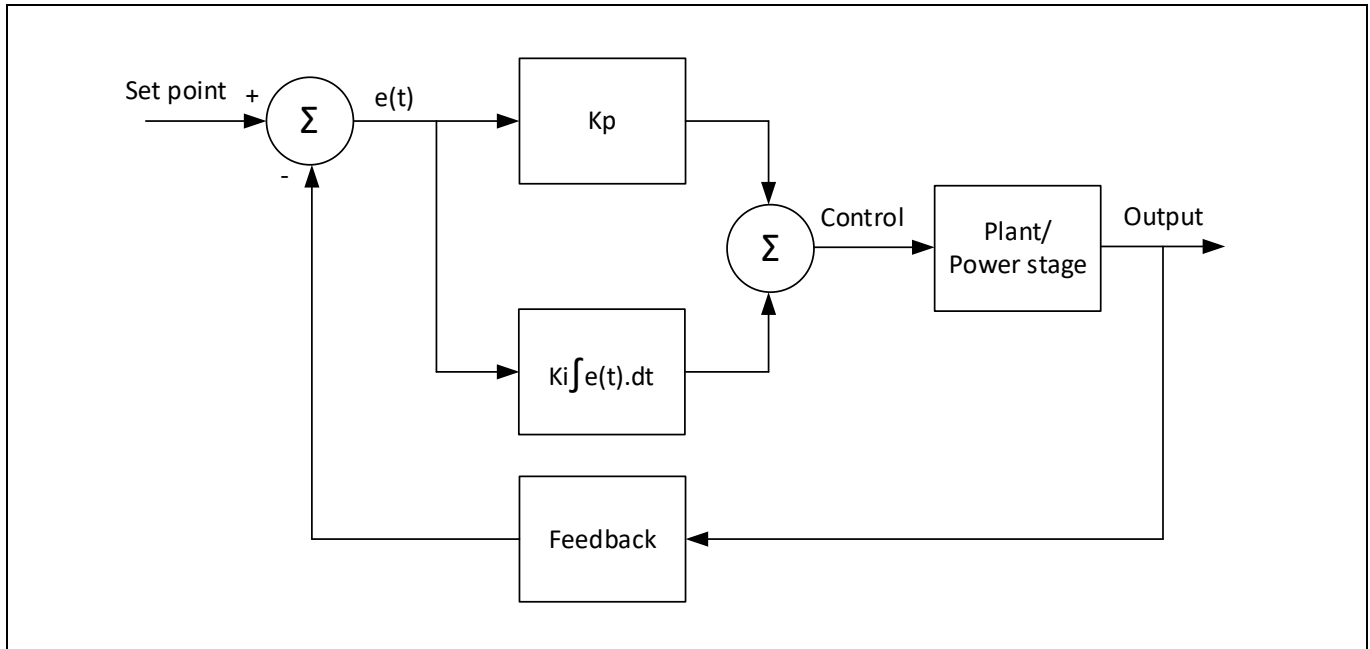 Set point
+
Σ
-
e(t)
Kp
Ki∫e(t).dt
Σ
Control
Plant/
Power stage
Output
Feedback